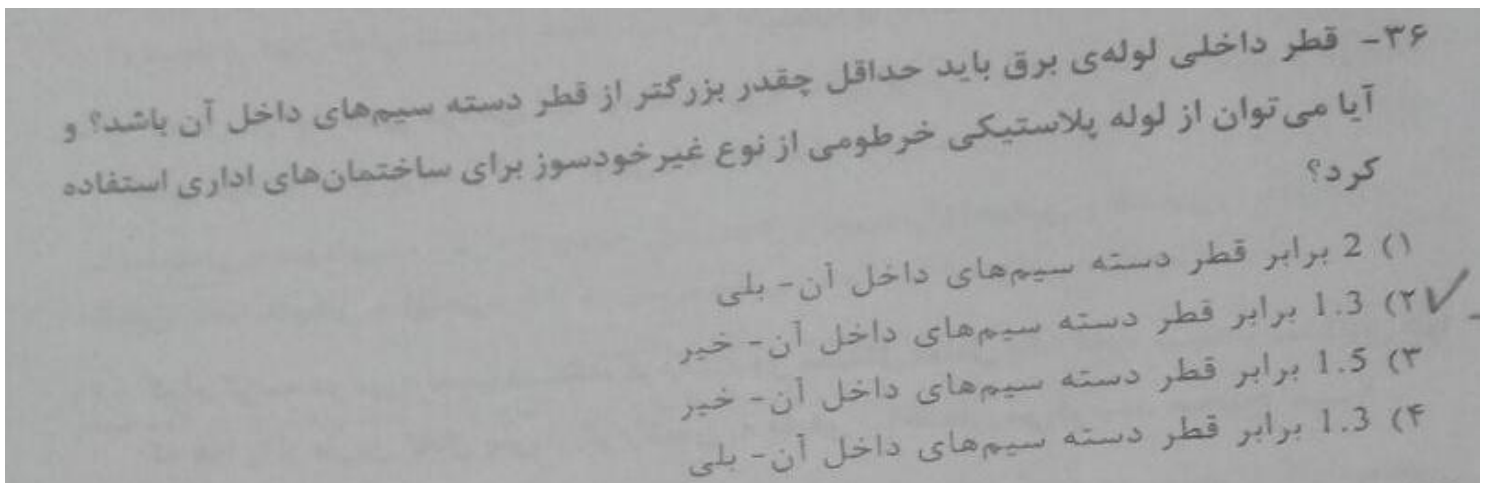 ۳۶- قطر داخلی لوله‌ی برق باید حداقل چقدر بزرگتر از قطر دسته سیم‌های داخل آن باشد؟ و
آیا می‌توان از لوله پلاستیکی خرطومی از نوع غیرخودسوز برای ساختمان‌های اداری استفاده
کرد؟
۱) 2 برابر قطر دسته سیم‌های داخل آن- بلی
۲) 1.3 برابر قطر دسته سیم‌های داخل آن- خیر
۳) 1.5 برابر قطر دسته سیم‌های داخل آن- خیر
۴) 1.3 برابر قطر دسته سیم‌های داخل آن- بلی